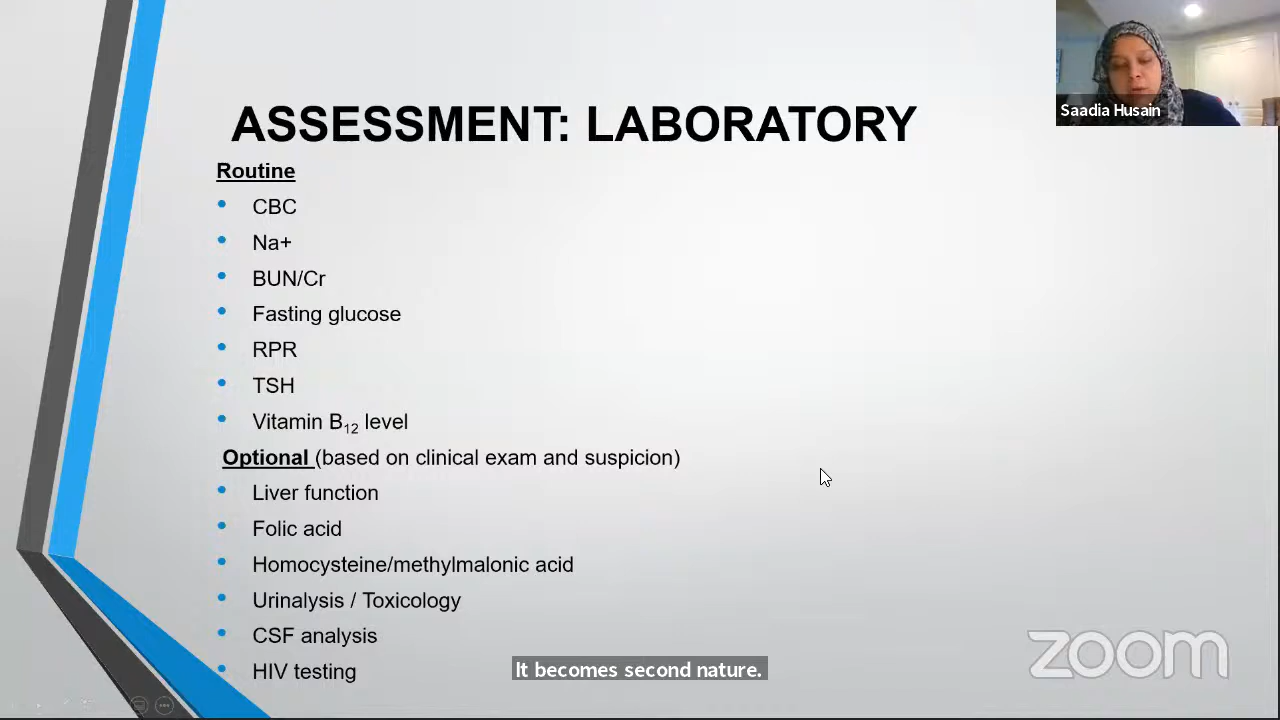 Saadia Husain
ASSESSMENT: LABORATORY
Routine
CBC
Na+
BUN/Cr
Fasting glucose
RPR
TSH
Vitamin B12 level
Optional (based on clinical exam and suspicion)
Liver function
Folic acid
Homocysteine/methylmalonic acid
Urinalysis / Toxicology
CSF analysis
HIV testing
It becomes second nature.
zoom